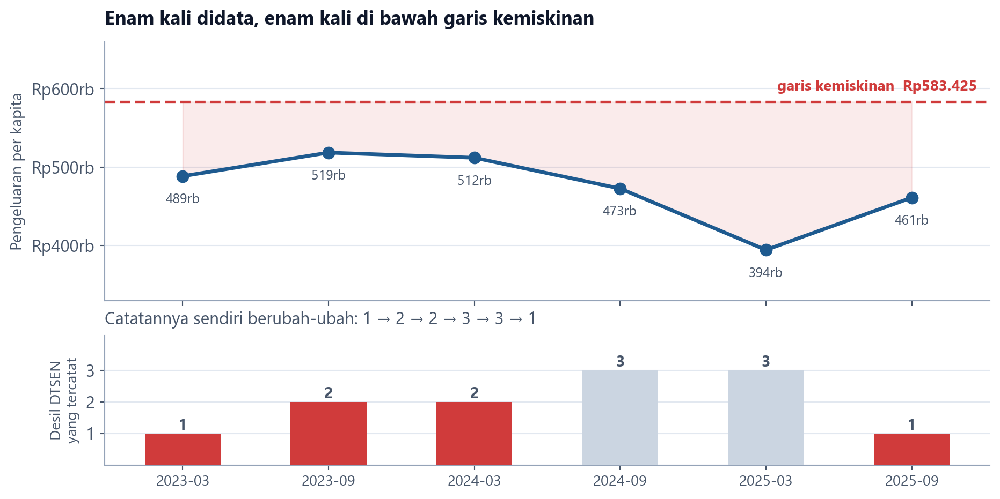 Enam kali didata, enam kali di bawah garis kemiskinan
Pengeluaran per kapita
Rp600rb
Rp500rb
Rp400rb
garis kemiskinan  Rp583.425
489rb
519rb
512rb
473rb
394rb
461rb
Catatannya sendiri berubah-ubah: 1 → 2 → 2 → 3 → 3 → 1
Desil DTSEN
yang tercatat
3
2
1
1
2
2
3
3
1
2023-03
2023-09
2024-03
2024-09
2025-03
2025-09